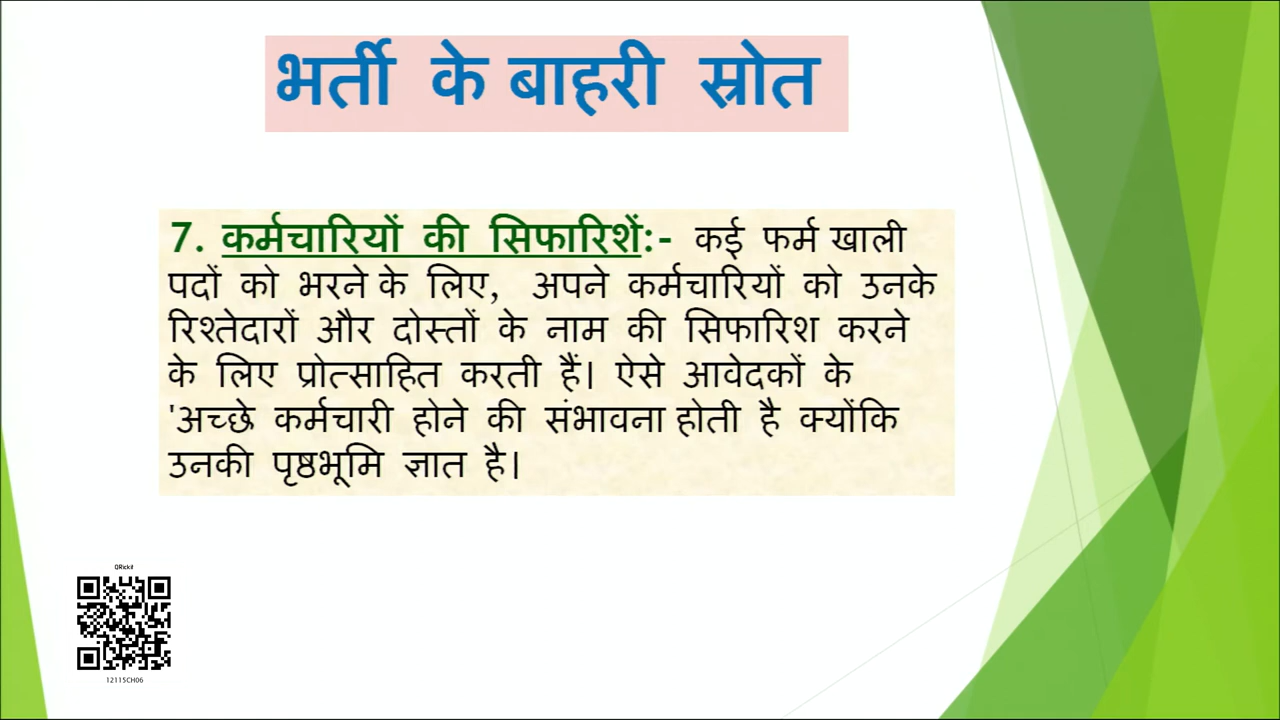 भर्ती के बाहरी स्रोत
7. कर्मचारियों की सिफारिशें:- कई फर्म खाली
पदों को भरने के लिए, अपने कर्मचारियों को उनके
रिश्तेदारों और दोस्तों के नाम की सिफारिश करने
के लिए प्रोत्साहित करती हैं। ऐसे आवेदकों के
'अच्छे कर्मचारी होने की संभावना होती है क्योंकि
उनकी पृष्ठभूमि ज्ञात है।
QRickit
12115CH06